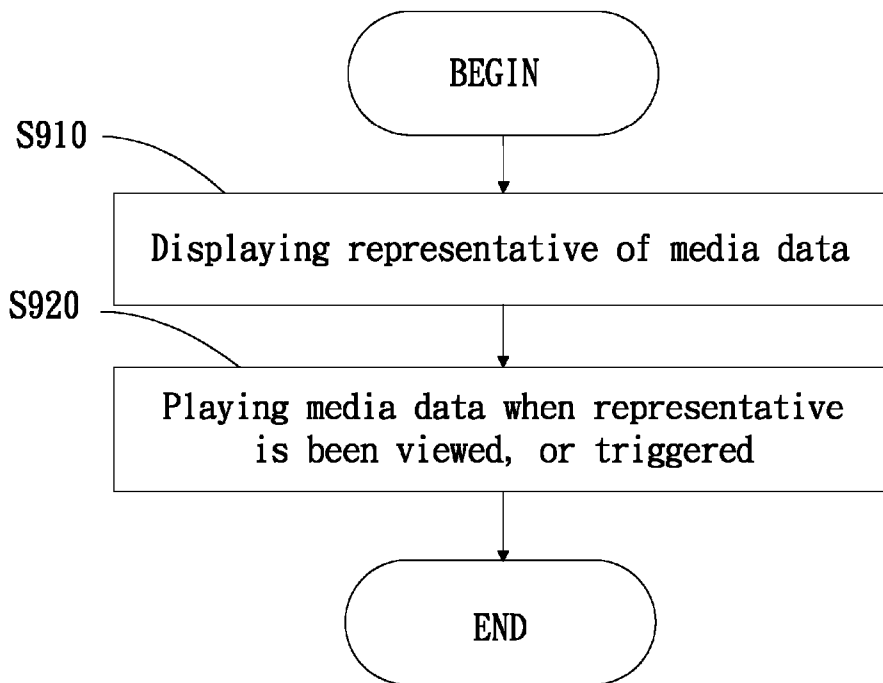 BEGIN
S910
Displaying representative of media data
S920
Playing media data when representative
is been viewed, or triggered
END